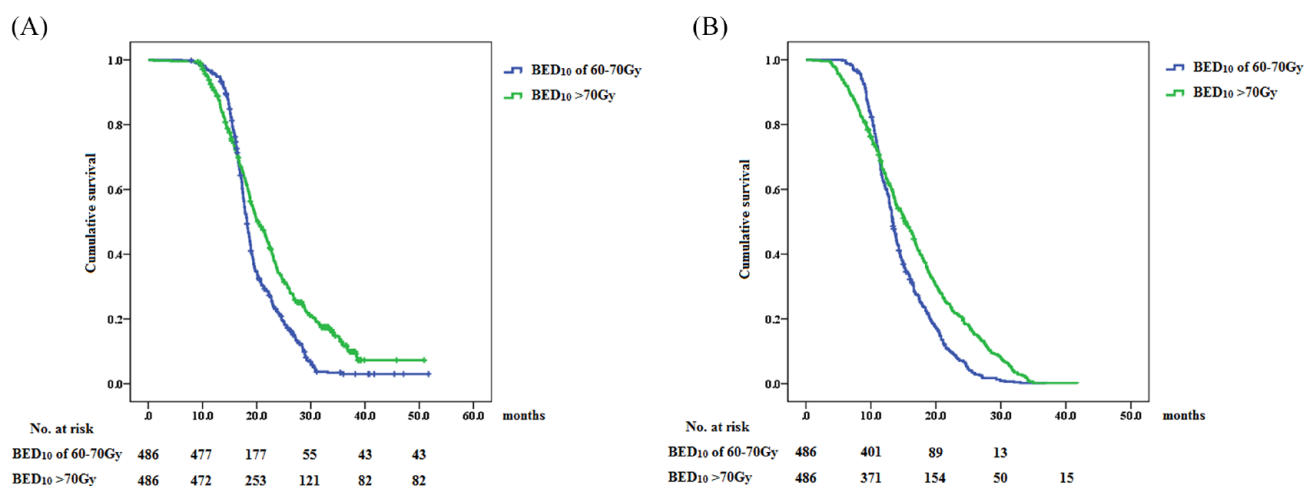 (A)
BED10 of 60-70Gy
BED10 >70Gy
Cumulative survival
1.0
0.8
0.6
0.4
0.2
0.0
.0 10.0 20.0 30.0 40.0 50.0 60.0 months
No. at risk
BED10 of 60-70Gy 486 477 177 55 43 43
BED10 >70Gy 486 472 253 121 82 82
(B)
BED10 of 60-70Gy
BED10 >70Gy
Cumulative survival
1.0
0.8
0.6
0.4
0.2
0.0
.0 10.0 20.0 30.0 40.0 50.0 months
No. at risk
BED10 of 60-70Gy 486 401 89 13
BED10 >70Gy 486 371 154 50 15